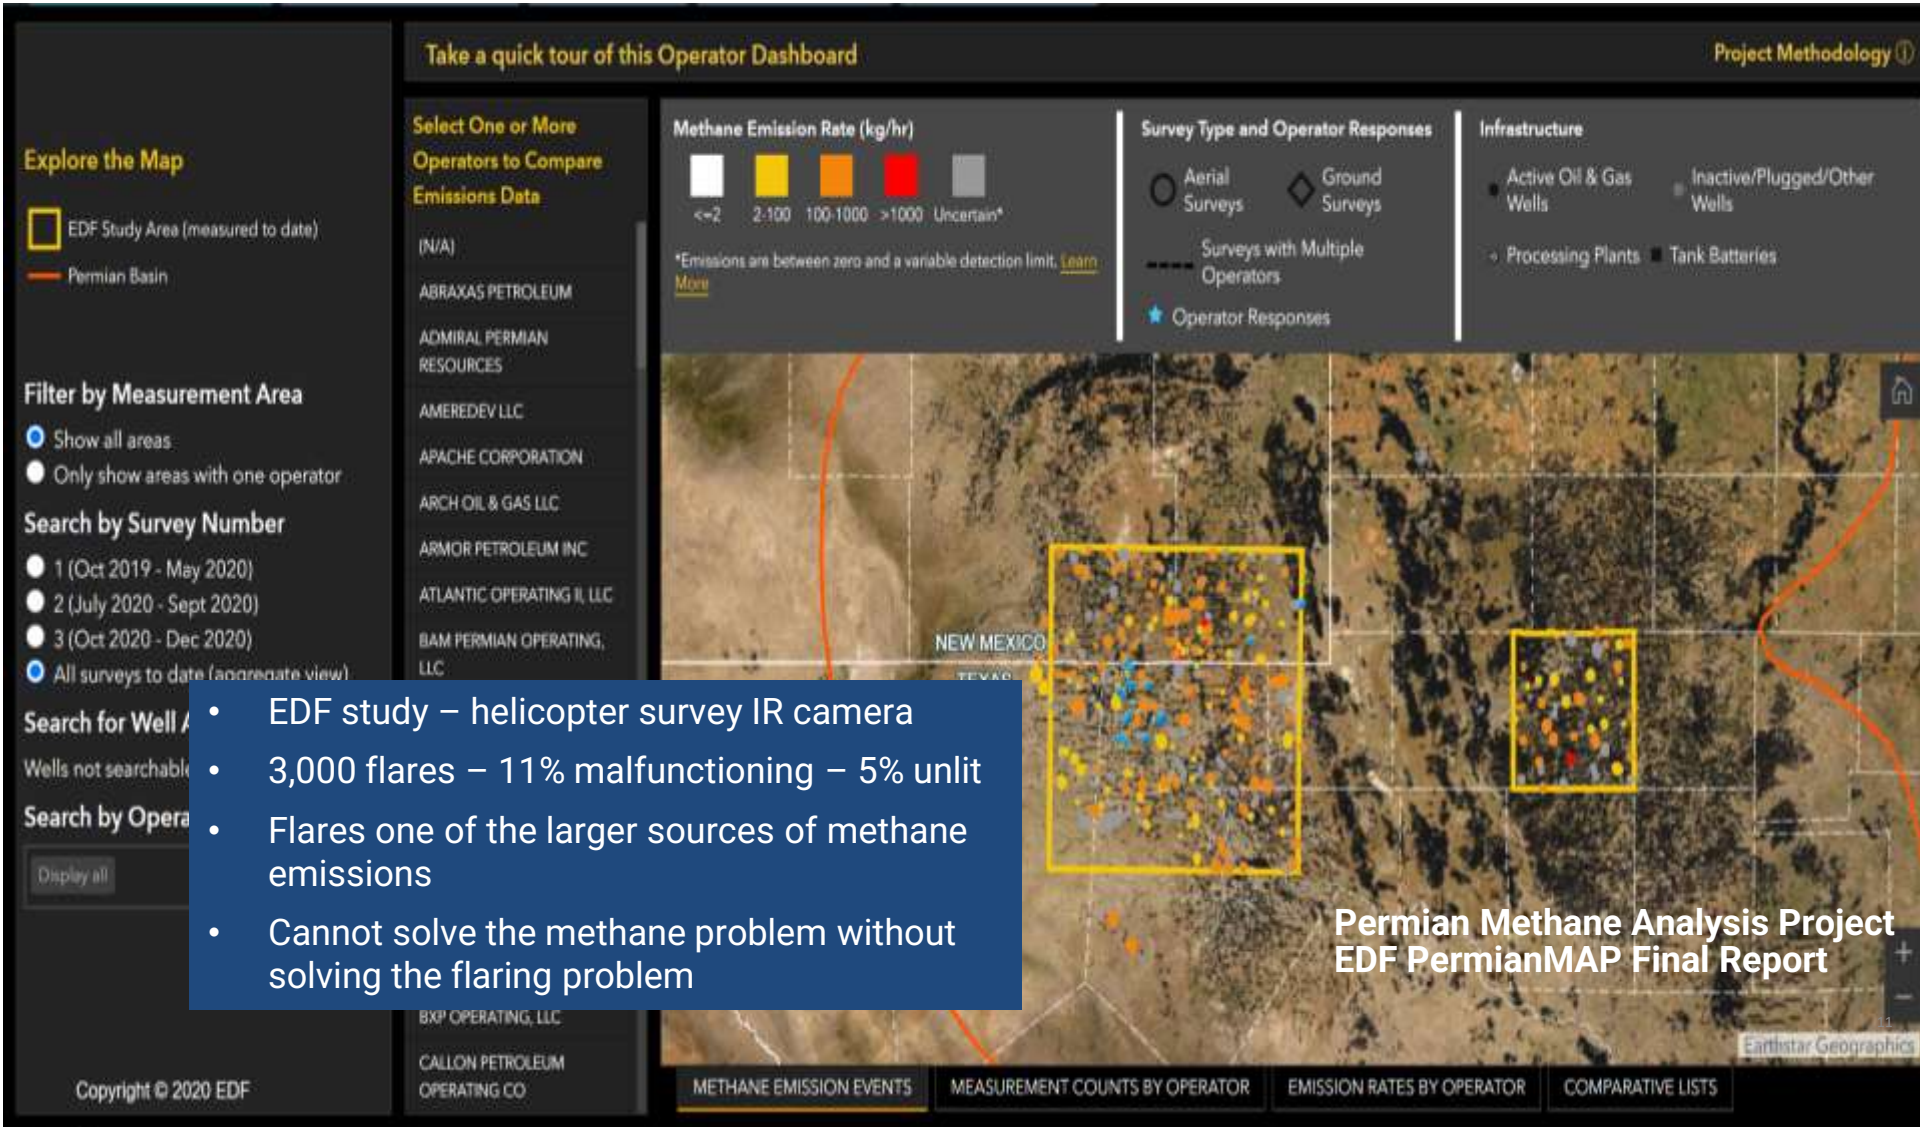 Take a quick tour of this Operator Dashboard
Project Methodology ⓘ
Explore the Map
EDF Study Area (measured to date)
Permian Basin
Filter by Measurement Area
Show all areas
Only show areas with one operator
Search by Survey Number
1 (Oct 2019 - May 2020)
2 (July 2020 - Sept 2020)
3 (Oct 2020 - Dec 2020)
All surveys to date (aggregate view)
Search for Well A
Wells not searchable
Search by Opera
Display all
Copyright © 2020 EDF
Select One or More
Operators to Compare
Emissions Data
(N/A)
ABRAXAS PETROLEUM
ADMIRAL PERMIAN
RESOURCES
AMEREDEV LLC
APACHE CORPORATION
ARCH OIL & GAS LLC
ARMOR PETROLEUM INC
ATLANTIC OPERATING II, LLC
BAM PERMIAN OPERATING,
LLC
BXP OPERATING, LLC
CALLON PETROLEUM
OPERATING CO
Methane Emission Rate (kg/hr)
<=2 2-100 100-1000 >1000 Uncertain*
*Emissions are between zero and a variable detection limit. Learn
More
Survey Type and Operator Responses
Aerial
Surveys
Ground
Surveys
Surveys with Multiple
Operators
Operator Responses
Infrastructure
Active Oil & Gas
Wells
Inactive/Plugged/Other
Wells
Processing Plants
Tank Batteries
NEW MEXICO
TEXAS
• EDF study – helicopter survey IR camera
• 3,000 flares – 11% malfunctioning – 5% unlit
• Flares one of the larger sources of methane
emissions
• Cannot solve the methane problem without
solving the flaring problem
Permian Methane Analysis Project
EDF PermianMAP Final Report
+
−
Earthstar Geographics
METHANE EMISSION EVENTS
MEASUREMENT COUNTS BY OPERATOR
EMISSION RATES BY OPERATOR
COMPARATIVE LISTS